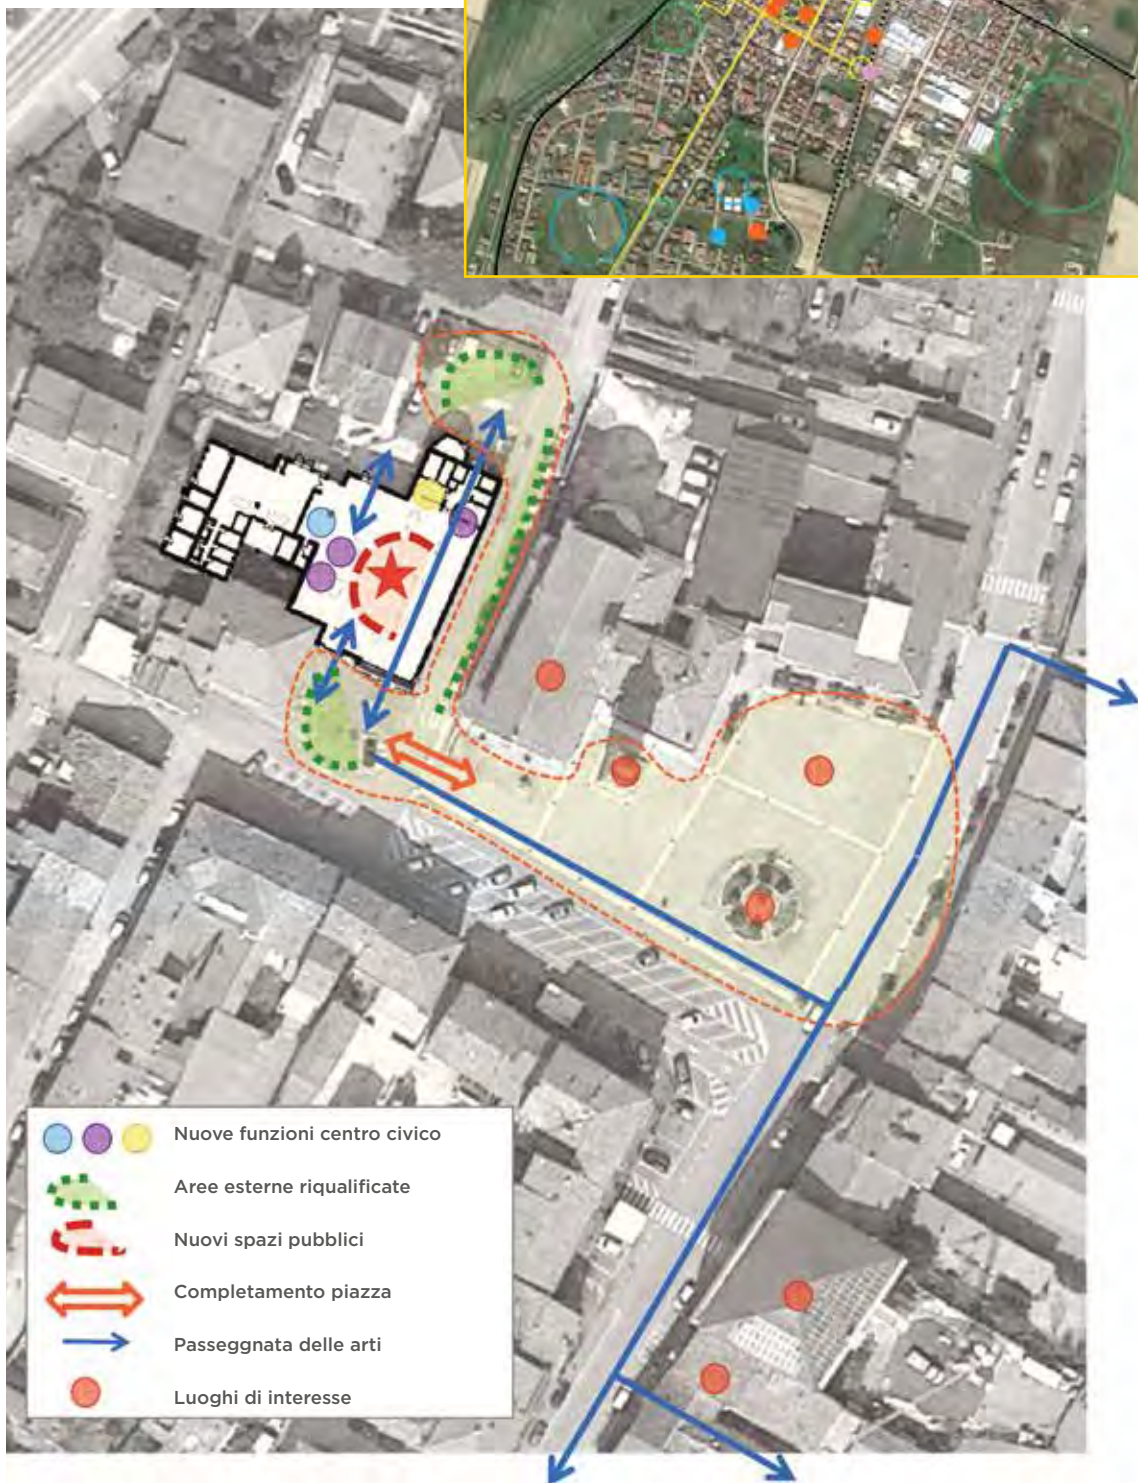 Nuove funzioni centro civico
Aree esterne riqualificate
Nuovi spazi pubblici
Completamento piazza
Passeggnata delle arti
Luoghi di interesse